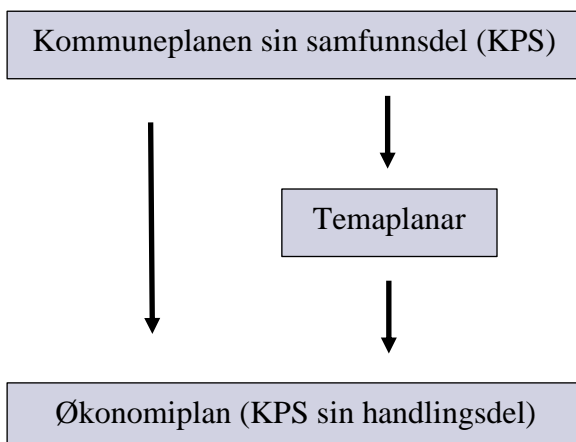 Kommuneplanen sin samfunnsdel (KPS)
Temaplanar
Økonomiplan (KPS sin handlingsdel)